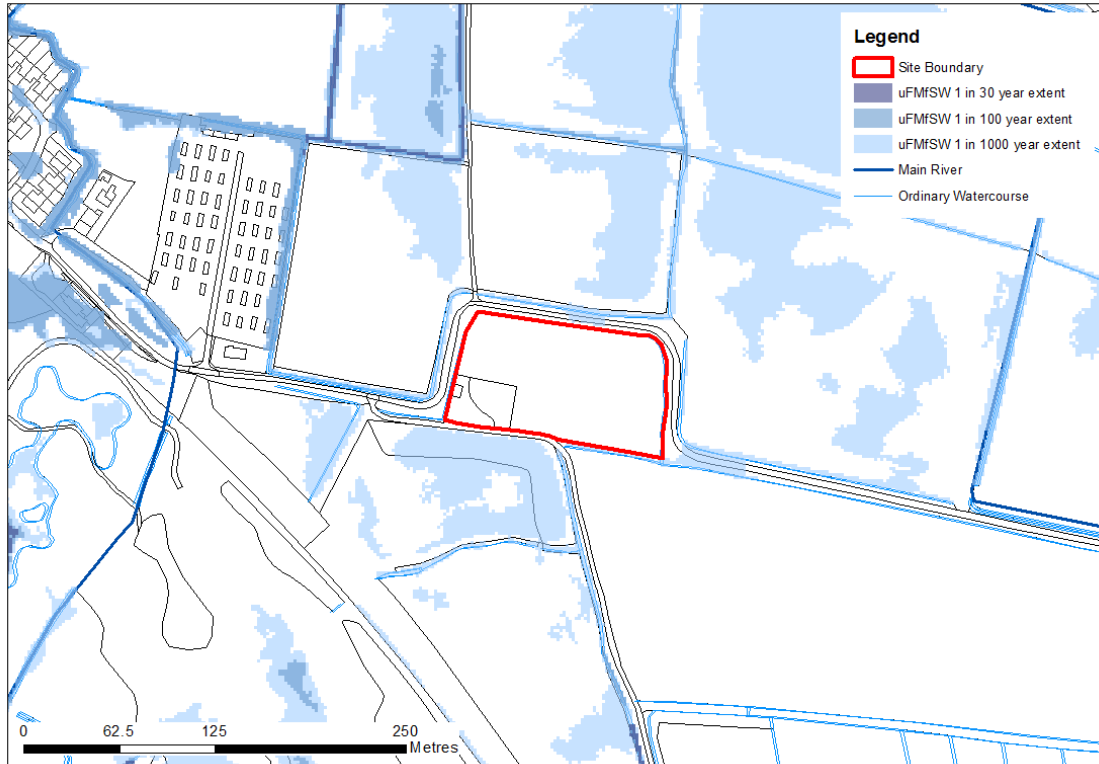 Legend
Site Boundary
uFMfSW 1 in 30 year extent
uFMfSW 1 in 100 year extent
uFMfSW 1 in 1000 year extent
Main River
Ordinary Watercourse
0 62.5 125 250
Metres